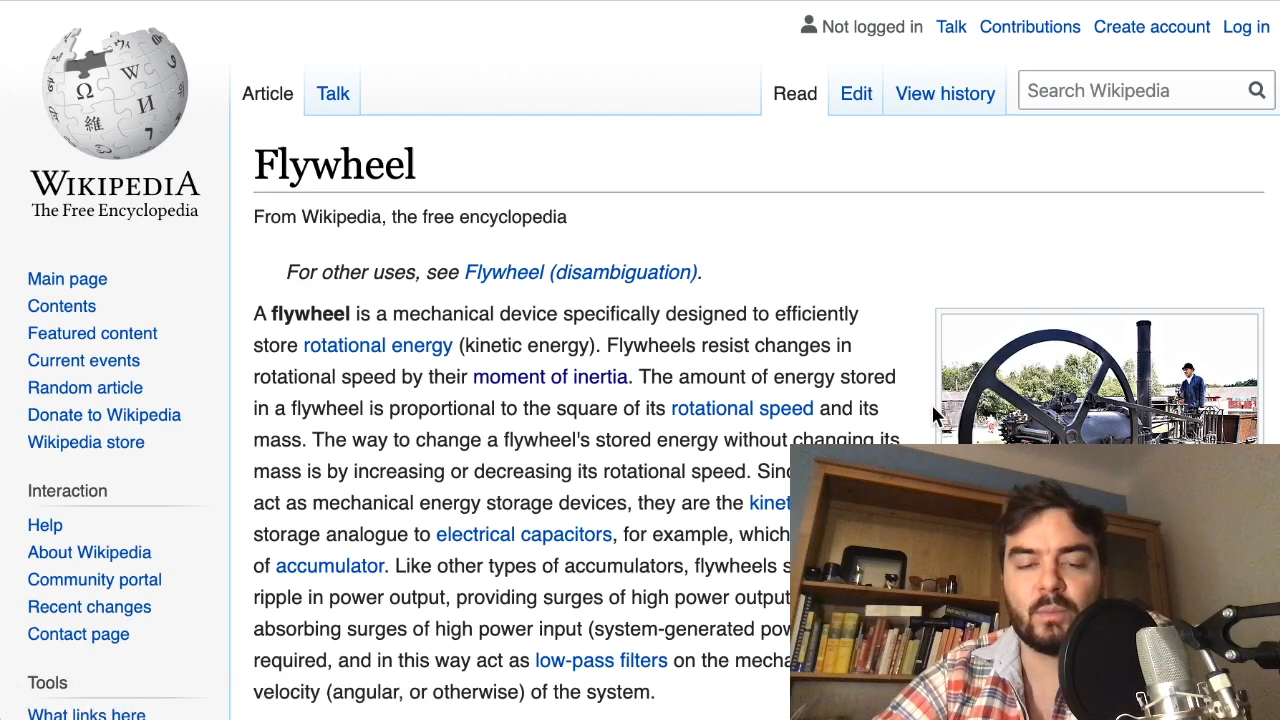 Not logged in Talk Contributions Create account Log in
Article Talk Read Edit View history Search Wikipedia
WIKIPEDIA
The Free Encyclopedia
Main page
Contents
Featured content
Current events
Random article
Donate to Wikipedia
Wikipedia store
Interaction
Help
About Wikipedia
Community portal
Recent changes
Contact page
Tools
What links here
Flywheel
From Wikipedia, the free encyclopedia
For other uses, see Flywheel (disambiguation).
A flywheel is a mechanical device specifically designed to efficiently
store rotational energy (kinetic energy). Flywheels resist changes in
rotational speed by their moment of inertia. The amount of energy stored
in a flywheel is proportional to the square of its rotational speed and its
mass. The way to change a flywheel's stored energy without changing its
mass is by increasing or decreasing its rotational speed. Sinc
act as mechanical energy storage devices, they are the kinet
storage analogue to electrical capacitors, for example, which
of accumulator. Like other types of accumulators, flywheels s
ripple in power output, providing surges of high power output
absorbing surges of high power input (system-generated pow
required, and in this way act as low-pass filters on the mecha
velocity (angular, or otherwise) of the system.